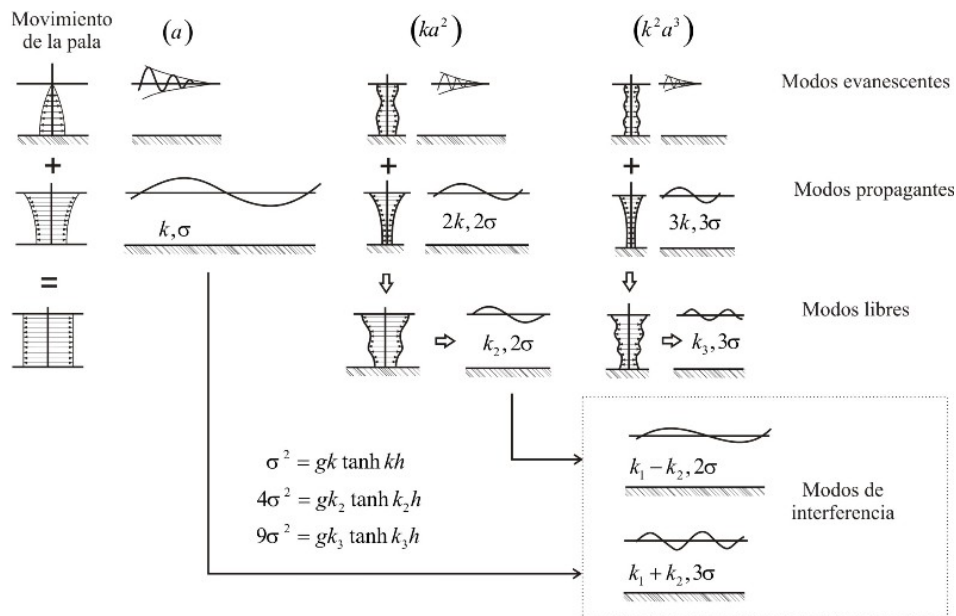 Movimiento
de la pala
(a)
(ka²)
(k²a³)
Modos evanescentes
+
+
+
Modos propagantes
k,σ
2k, 2σ
3k, 3σ
=
Modos libres
k₂, 2σ
k₃, 3σ
σ² = gk tanh kh
4σ² = gk₂ tanh k₂h
9σ² = gk₃ tanh k₃h
k₁ − k₂, 2σ
Modos de
interferencia
k₁ + k₂, 3σ